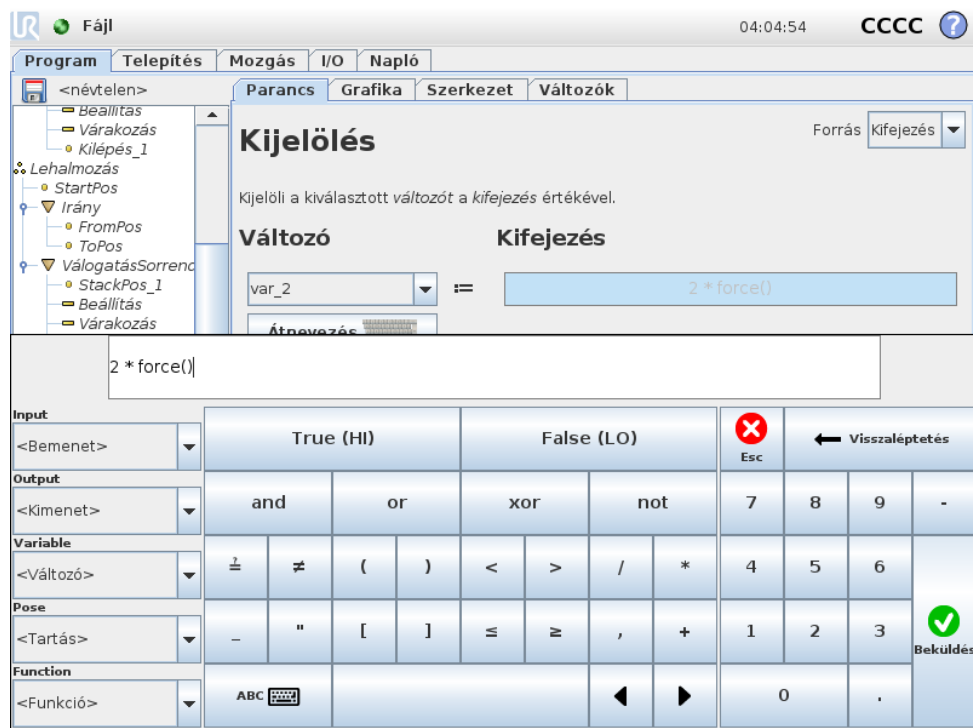 UR Fájl 04:04:54 CCCC ?
Program Telepítés Mozgás I/O Napló
<névtelen> Parancs Grafika Szerkezet Változók
Beállítás
Várakozás
Kilépés_1
Lehalmozás
StartPos
Irány
FromPos
ToPos
VálogatásSorrend
StackPos_1
Beállítás
Várakozás
Kijelölés
Forrás Kifejezés
Kijelöli a kiválasztott változót a kifejezés értékével.
Változó Kifejezés
var_2 := 2 * force()
Átnevezés
2 * force()
Input
<Bemenet>
Output
<Kimenet>
Variable
<Változó>
Pose
<Tartás>
Function
<Funkció>
True (HI) False (LO) Esc Visszaléptetés
and or xor not 7 8 9 -
≟ ≠ ( ) < > / * 4 5 6
_ " [ ] ≤ ≥ , + 1 2 3 Beküldés
ABC 0 .